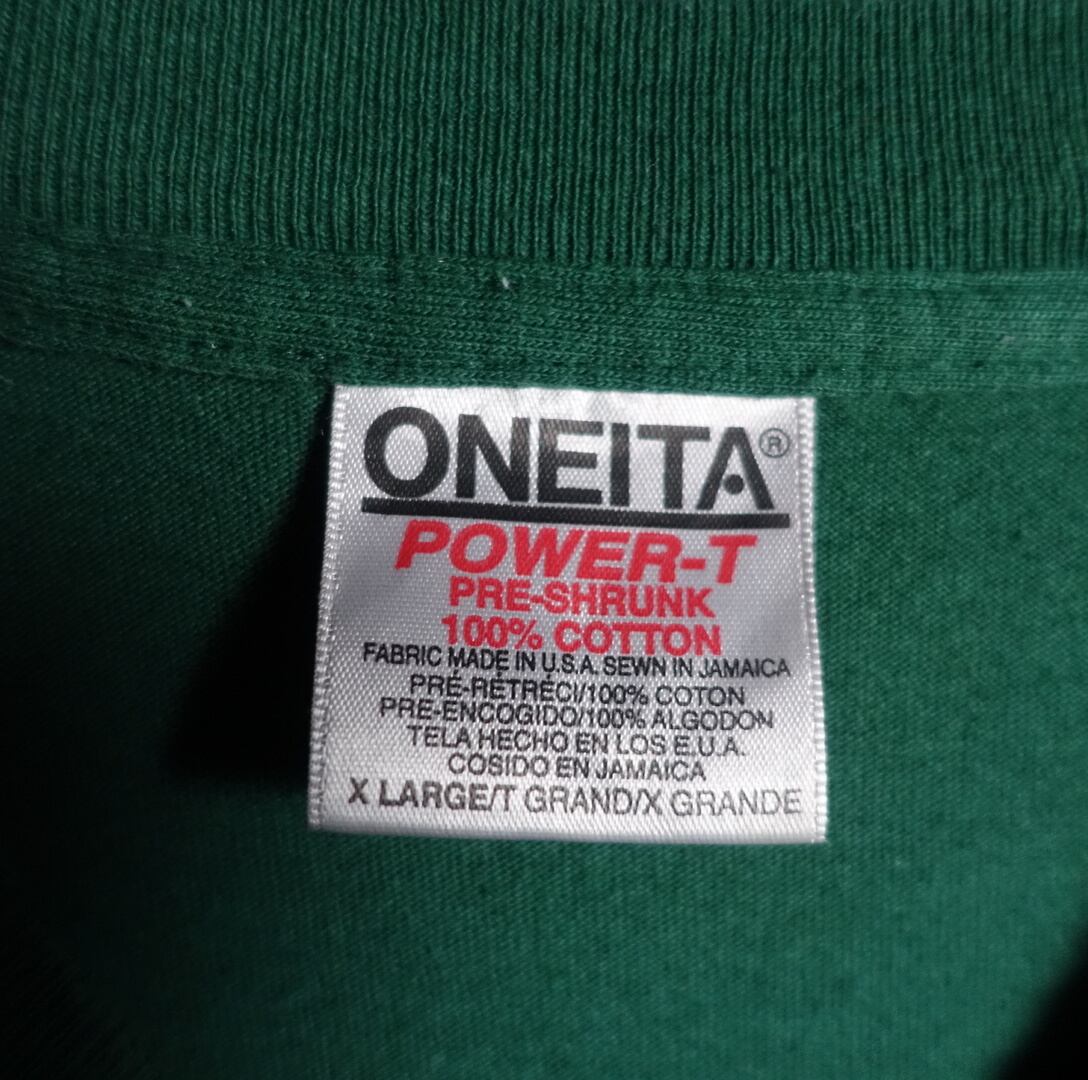 ONEITA®
POWER-T
PRE-SHRUNK
100% COTTON
FABRIC MADE IN U.S.A. SEWN IN JAMAICA
PRÉ-RÉTRÉCI/100% COTON
PRE-ENCOGIDO/100% ALGODON
TELA HECHO EN LOS E.U.A.
COSIDO EN JAMAICA
X LARGE/T GRAND/X GRANDE